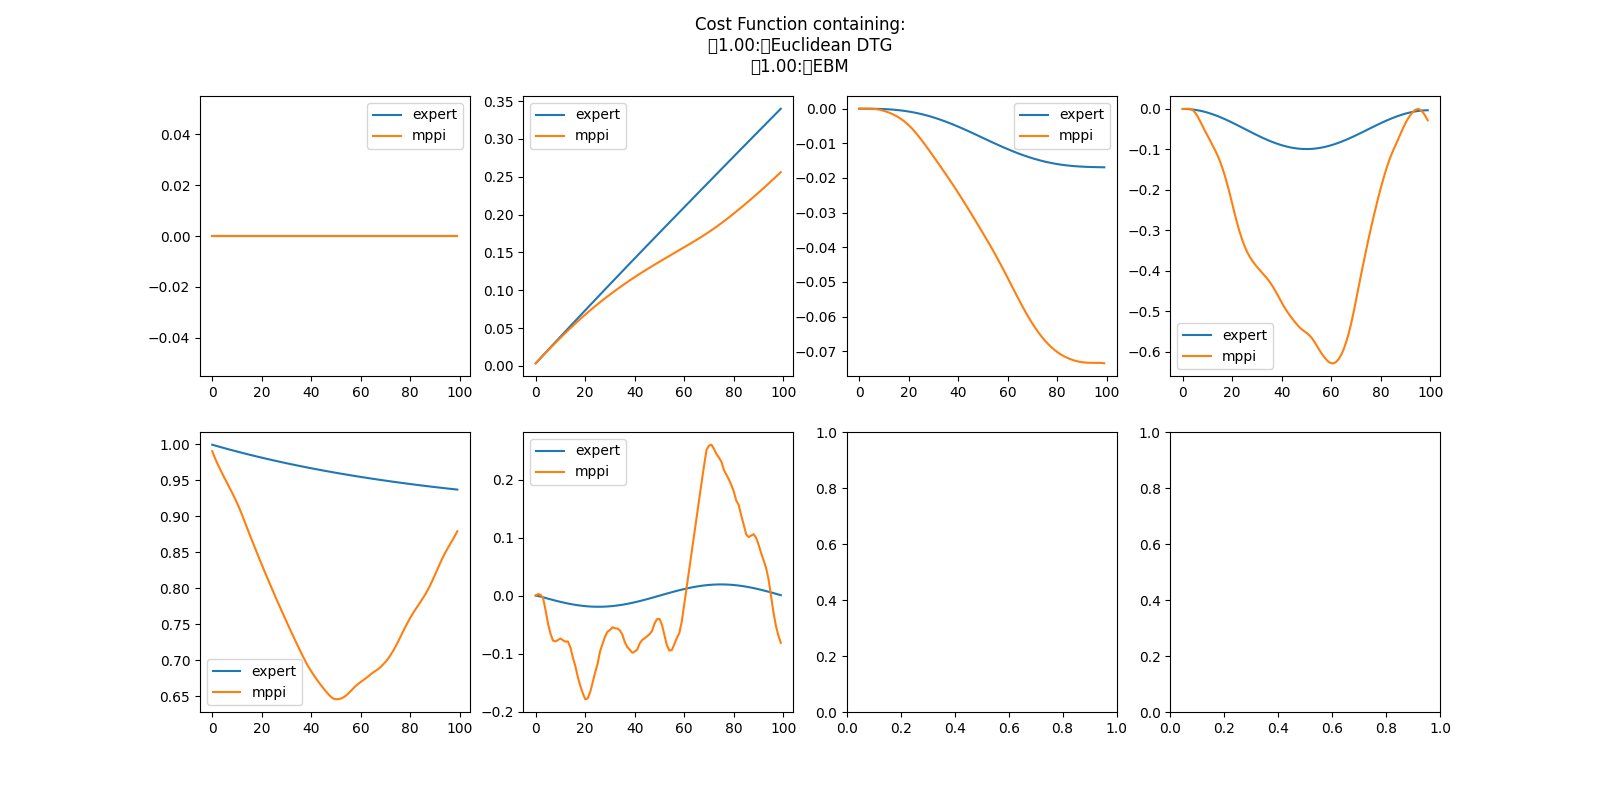 Cost Function containing:
1.00: Euclidean DTG
1.00: EBM
expert
mppi
0.04
0.02
0.00
−0.02
−0.04
0 20 40 60 80 100
expert
mppi
0.35
0.30
0.25
0.20
0.15
0.10
0.05
0.00
0 20 40 60 80 100
expert
mppi
0.00
−0.01
−0.02
−0.03
−0.04
−0.05
−0.06
−0.07
0 20 40 60 80 100
0.0
−0.1
−0.2
−0.3
−0.4
−0.5
−0.6
expert
mppi
0 20 40 60 80 100
1.00
0.95
0.90
0.85
0.80
0.75
0.70
0.65
expert
mppi
0 20 40 60 80 100
expert
mppi
0.2
0.1
0.0
−0.1
−0.2
0 20 40 60 80 100
1.0
0.8
0.6
0.4
0.2
0.0
0.0 0.2 0.4 0.6 0.8 1.0
1.0
0.8
0.6
0.4
0.2
0.0
0.0 0.2 0.4 0.6 0.8 1.0